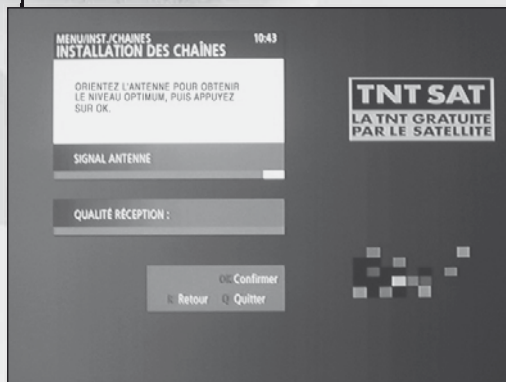 MENU/INST./CHAINES 10:43
INSTALLATION DES CHAÎNES
ORIENTEZ L'ANTENNE POUR OBTENIR
LE NIVEAU OPTIMUM, PUIS APPUYEZ
SUR OK.
SIGNAL ANTENNE
QUALITÉ RÉCEPTION :
Confirmer
Retour Quitter
TNT SAT
LA TNT GRATUITE
PAR LE SATELLITE